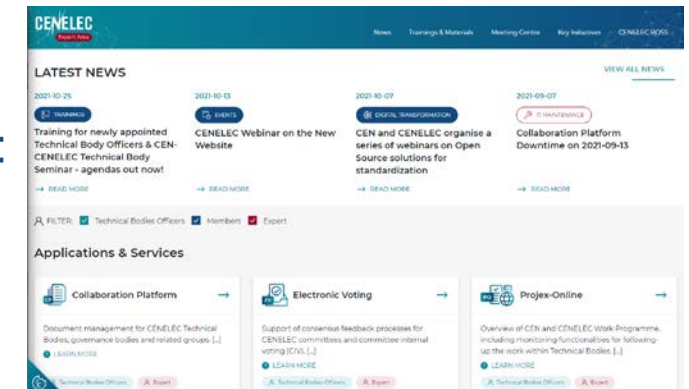 CENELEC
Expert Area
News Trainings & Materials Meeting Centre Key Initiatives CENELEC BOSS
LATEST NEWS
VIEW ALL NEWS
2021-10-25
TRAININGS
Training for newly appointed
Technical Body Officers & CEN-
CENELEC Technical Body
Seminar - agendas out now!
→ READ MORE
2021-10-13
EVENTS
CENELEC Webinar on the New
Website
→ READ MORE
2021-10-07
DIGITAL TRANSFORMATION
CEN and CENELEC organise a
series of webinars on Open
Source solutions for
standardization
→ READ MORE
2021-09-07
IT MAINTENANCE
Collaboration Platform
Downtime on 2021-09-13
→ READ MORE
FILTER: Technical Bodies Officers Members Expert
Applications & Services
Collaboration Platform →
Document management for CENELEC Technical
Bodies, governance bodies and related groups. [...]
LEARN MORE
Technical Bodies Officers Expert
Electronic Voting →
Support of consensus feedback processes for
CENELEC committees and committee internal
voting (CIV). [...]
LEARN MORE
Technical Bodies Officers Expert
Projex-Online →
Overview of CEN and CENELEC Work Programme,
including monitoring functionalities for following-
up the work within Technical Bodies. [...]
LEARN MORE
Technical Bodies Officers Expert